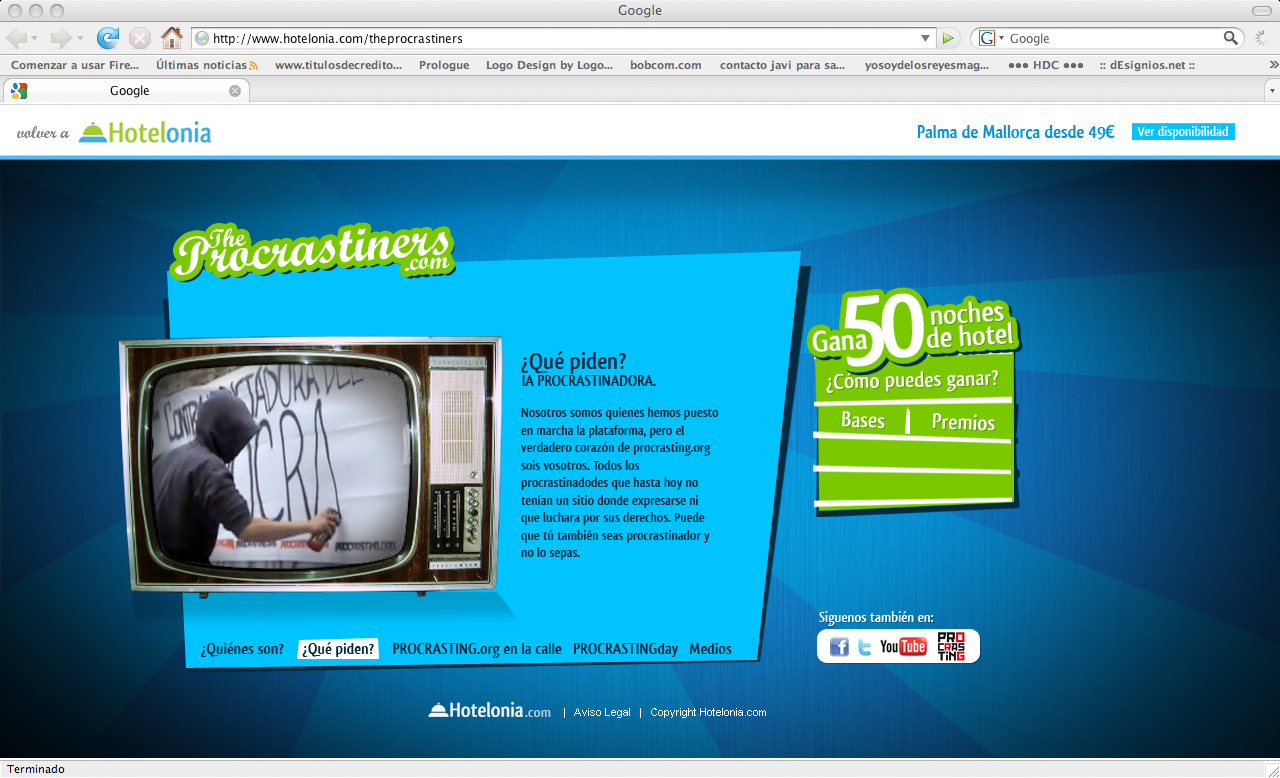 Google
http://www.hotelonia.com/theprocrastiners
Google
Comenzar a usar Fire...
Últimas noticias
www.titulosdecredito...
Prologue
Logo Design by Logo...
bobcom.com
contacto javi para sa...
yosoydelosreyesmag...
●●● HDC ●●●
:: dEsignios.net ::
»
Google
volver a Hotelonia
Palma de Mallorca desde 49€
Ver disponibilidad
The
Procrastiners
.com
¿Qué piden?
lA PROCRASTINADORA.
Nosotros somos quienes hemos puesto
en marcha la plataforma, pero el
verdadero corazón de procrasting.org
sois vosotros. Todos los
procrastinadodes que hasta hoy no
tenían un sitio donde expresarse ni
que luchara por sus derechos. Puede
que tú también seas procrastinador y
no lo sepas.
Gana 50 noches
de hotel
¿Cómo puedes ganar?
Bases
Premios
Siguenos también en:
YouTube
PRO
CRAS
TiNG
¿Quiénes son?
¿Qué piden?
PROCRASTING.org en la calle
PROCRASTINGday
Medios
Hotelonia.com | Aviso Legal | Copyright Hotelonia.com
Terminado